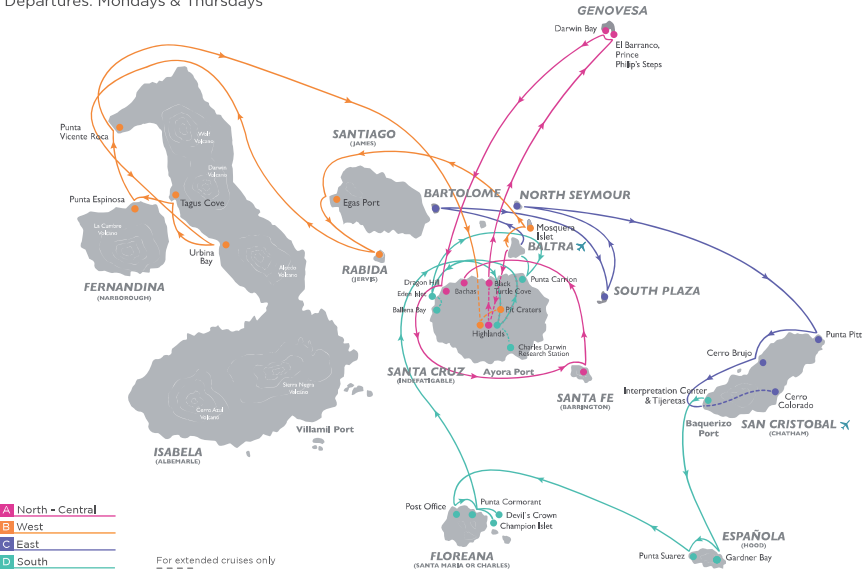 Departures: Mondays & Thursdays
GENOVESA
Darwin Bay
El Barranco,
Prince
Philip's Steps
Punta
Vicente Roca
Wolf
Volcano
Darwin
Volcano
SANTIAGO
(JAMES)
Egas Port
BARTOLOME
NORTH SEYMOUR
Mosquera
Islet
BALTRA
Punta Espinosa
Tagus Cove
La Cumbre
Volcano
Urbina
Bay
Alcedo
Volcano
FERNANDINA
(NARBOROUGH)
RABIDA
(JERVIS)
Dragon Hill
Eden Islet
Ballena Bay
Bachas
Black
Turtle Cove
Punta Carrion
Pit Craters
Highlands
Charles Darwin
Research Station
SOUTH PLAZA
SANTA CRUZ
(INDEFATIGABLE)
Ayora Port
SANTA FE
(BARRINGTON)
Punta Pitt
Cerro Brujo
Interpretation Center
& Tijeretas
Cerro
Colorado
Baquerizo
Port
SAN CRISTOBAL
(CHATHAM)
Sierra Negra
Volcano
Cerro Azul
Volcano
Villamil Port
ISABELA
(ALBEMARLE)
Post Office
Punta Cormorant
Devil's Crown
Champion Islet
FLOREANA
(SANTA MARIA OR CHARLES)
ESPAÑOLA
(HOOD)
Punta Suarez
Gardner Bay
A North - Central
B West
C East
D South
For extended cruises only